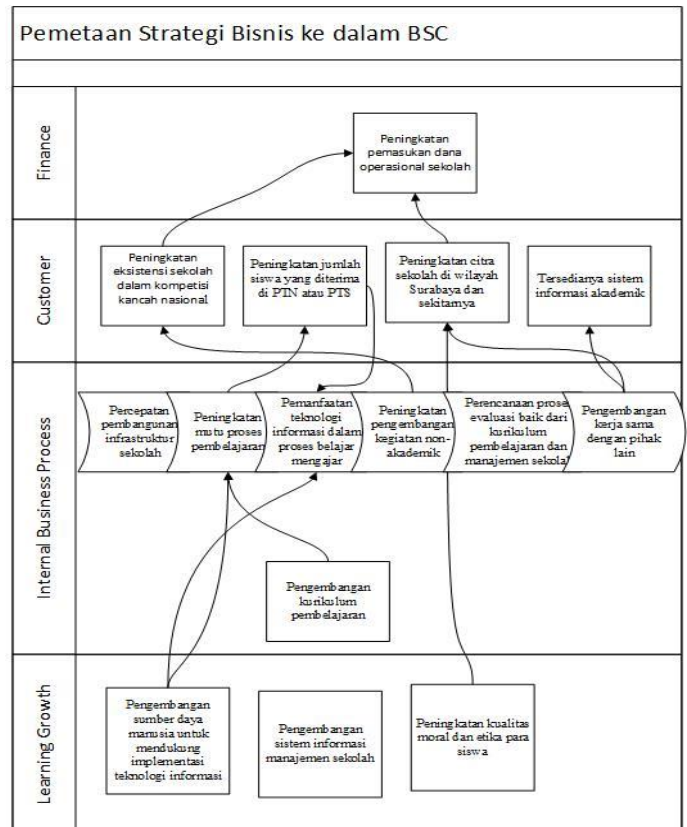 Pemetaan Strategi Bisnis ke dalam BSC
Finance
Peningkatan
pemasukan dana
operasional sekolah
Customer
Peningkatan
eksistensi sekolah
dalam kompetisi
kancah nasional
Peningkatan jumlah
siswa yang diterima
di PTN atau PTS
Peningkatan citra
sekolah di wilayah
Surabaya dan
sekitarnya
Tersedianya sistem
informasi akademik
Internal Business Process
Percepatan
pembangunan
infrastruktur
sekolah
Peningkatan
mutu proses
pembelajaran
Pemanfaatan
teknologi
informasi dalam
proses belajar
mengajar
Peningkatan
pengembangan
kegiatan non-
akademik
Perencanaan prose
evaluasi baik dari
kurikulum
pembelajaran dan
manajemen sekola
Pengembangan
kerja sama
dengan pihak
lain
Pengembangan
kurikulum
pembelajaran
Learning Growth
Pengembangan
sumber daya
manusia untuk
mendukung
implementasi
teknologi informasi
Pengembangan
sistem informasi
manajemen sekolah
Peningkatan kualitas
moral dan etika para
siswa